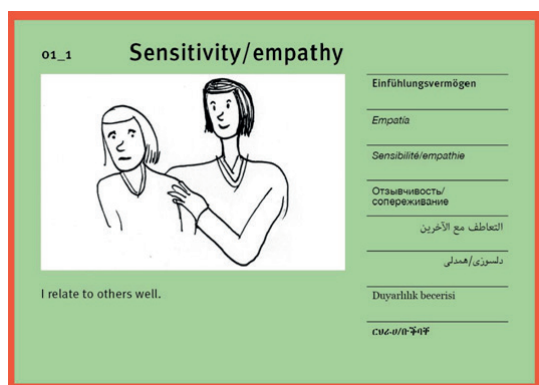 01_1
Sensitivity/empathy
Einfühlungsvermögen
Empatía
Sensibilité/empathie
Отзывчивость/
сопереживание
التعاطف مع الآخرين
دلسوزی/همدلی
Duyarlılık becerisi
I relate to others well.